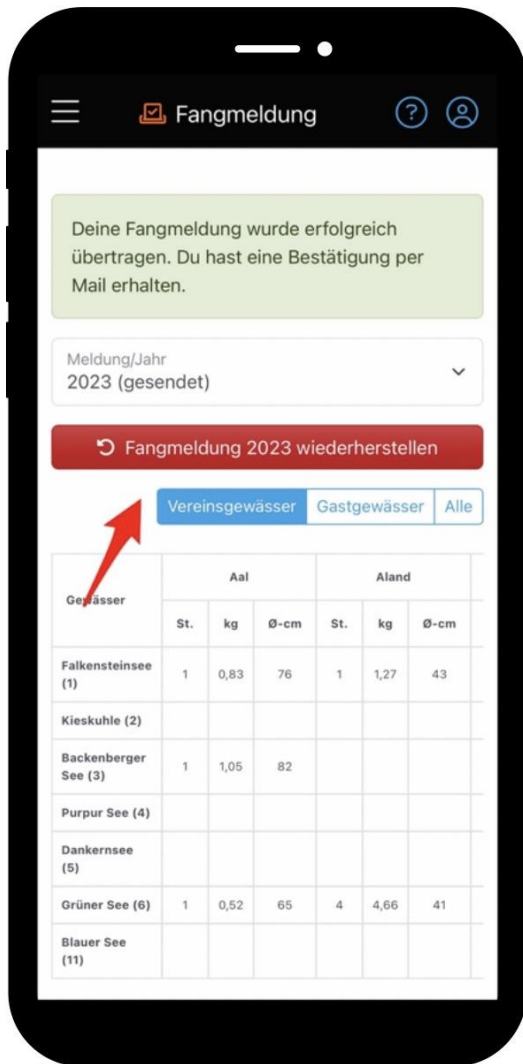 Fangmeldung
?
Deine Fangmeldung wurde erfolgreich
übertragen. Du hast eine Bestätigung per
Mail erhalten.
Meldung/Jahr
2023 (gesendet)
Fangmeldung 2023 wiederherstellen
Vereinsgewässer Gastgewässer Alle
Gewässer Aal Aland
St. kg Ø-cm St. kg Ø-cm
Falkensteinsee
(1) 1 0,83 76 1 1,27 43
Kieskuhle (2)
Backenberger
See (3) 1 1,05 82
Purpur See (4)
Dankernsee
(5)
Grüner See (6) 1 0,52 65 4 4,66 41
Blauer See
(11)